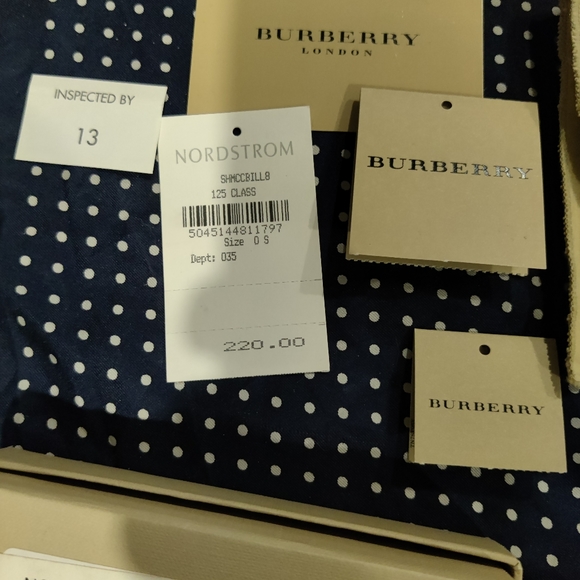 BURBERRY
LONDON
INSPECTED BY
13
NORDSTROM
SHMCCBILL8
125 CLASS
5045144811797
Size 0 S
Dept: 035
220.00
BURBERRY
BURBERRY